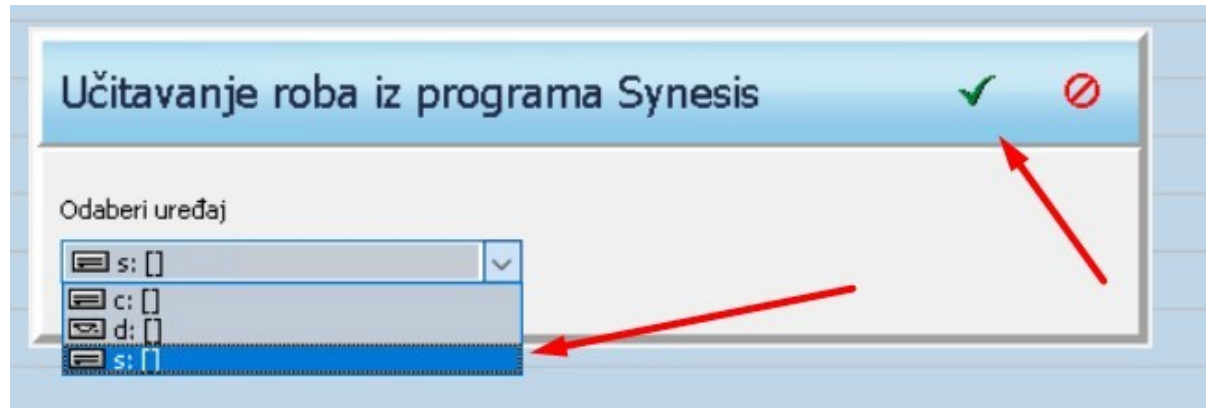 Učitavanje roba iz programa Synesis
Odaberi uređaj
s: []
c: []
d: []
s: []